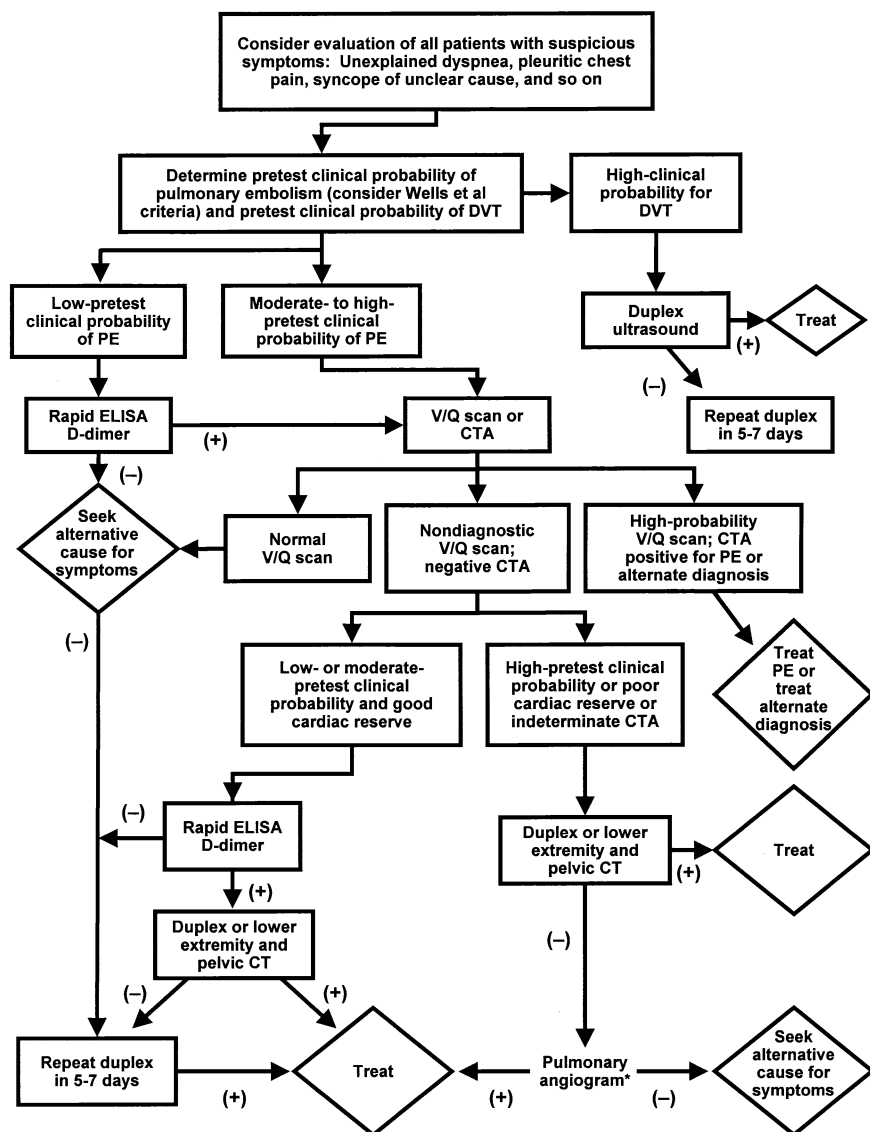 Consider evaluation of all patients with suspicious
symptoms: Unexplained dyspnea, pleuritic chest
pain, syncope of unclear cause, and so on
Determine pretest clinical probability of
pulmonary embolism (consider Wells et al
criteria) and pretest clinical probability of DVT
High-clinical
probability for
DVT
Low-pretest
clinical probability
of PE
Moderate- to high-
pretest clinical
probability of PE
Duplex
ultrasound
(+)
Treat
(–)
Repeat duplex
in 5-7 days
Rapid ELISA
D-dimer
(+)
V/Q scan or
CTA
(–)
Seek
alternative
cause for
symptoms
Normal
V/Q scan
Nondiagnostic
V/Q scan;
negative CTA
High-probability
V/Q scan; CTA
positive for PE or
alternate diagnosis
(–)
Low- or moderate-
pretest clinical
probability and good
cardiac reserve
High-pretest clinical
probability or poor
cardiac reserve or
indeterminate CTA
Treat
PE or
treat
alternate
diagnosis
(–)
Rapid ELISA
D-dimer
Duplex or lower
extremity and
pelvic CT
(+)
Treat
(+)
Duplex or lower
extremity and
pelvic CT
(–)
(–)
(+)
Repeat duplex
in 5-7 days
(+)
Treat
(+)
Pulmonary
angiogram*
(–)
Seek
alternative
cause for
symptoms